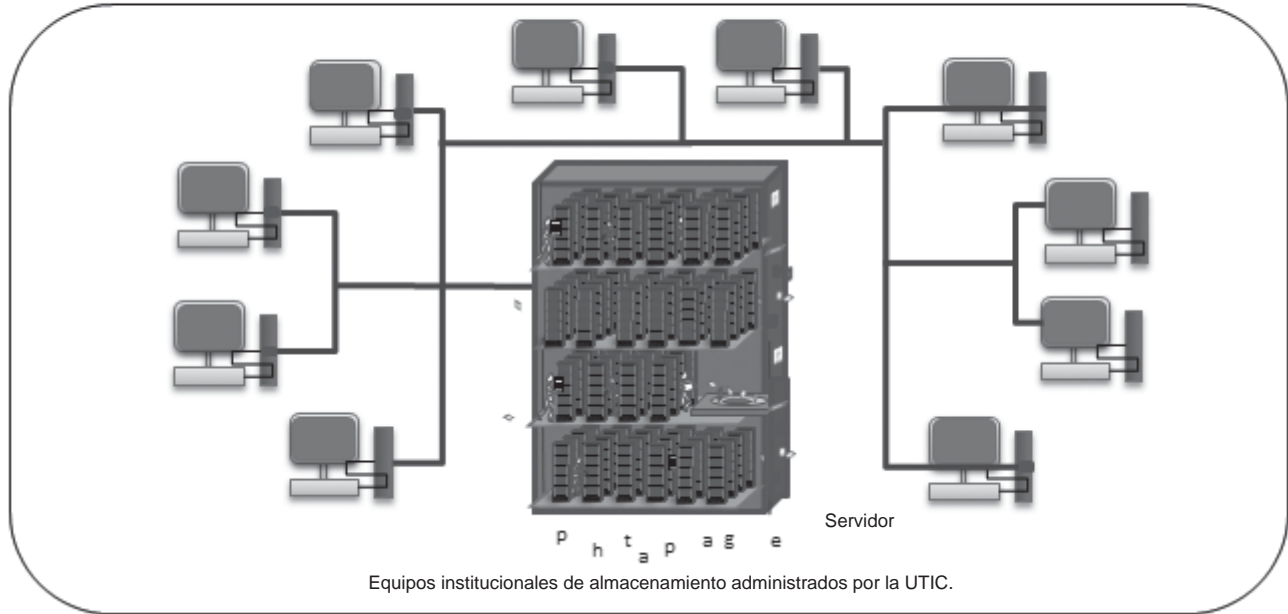 Servidor
p h t a p a g e
Equipos institucionales de almacenamiento administrados por la UTIC.